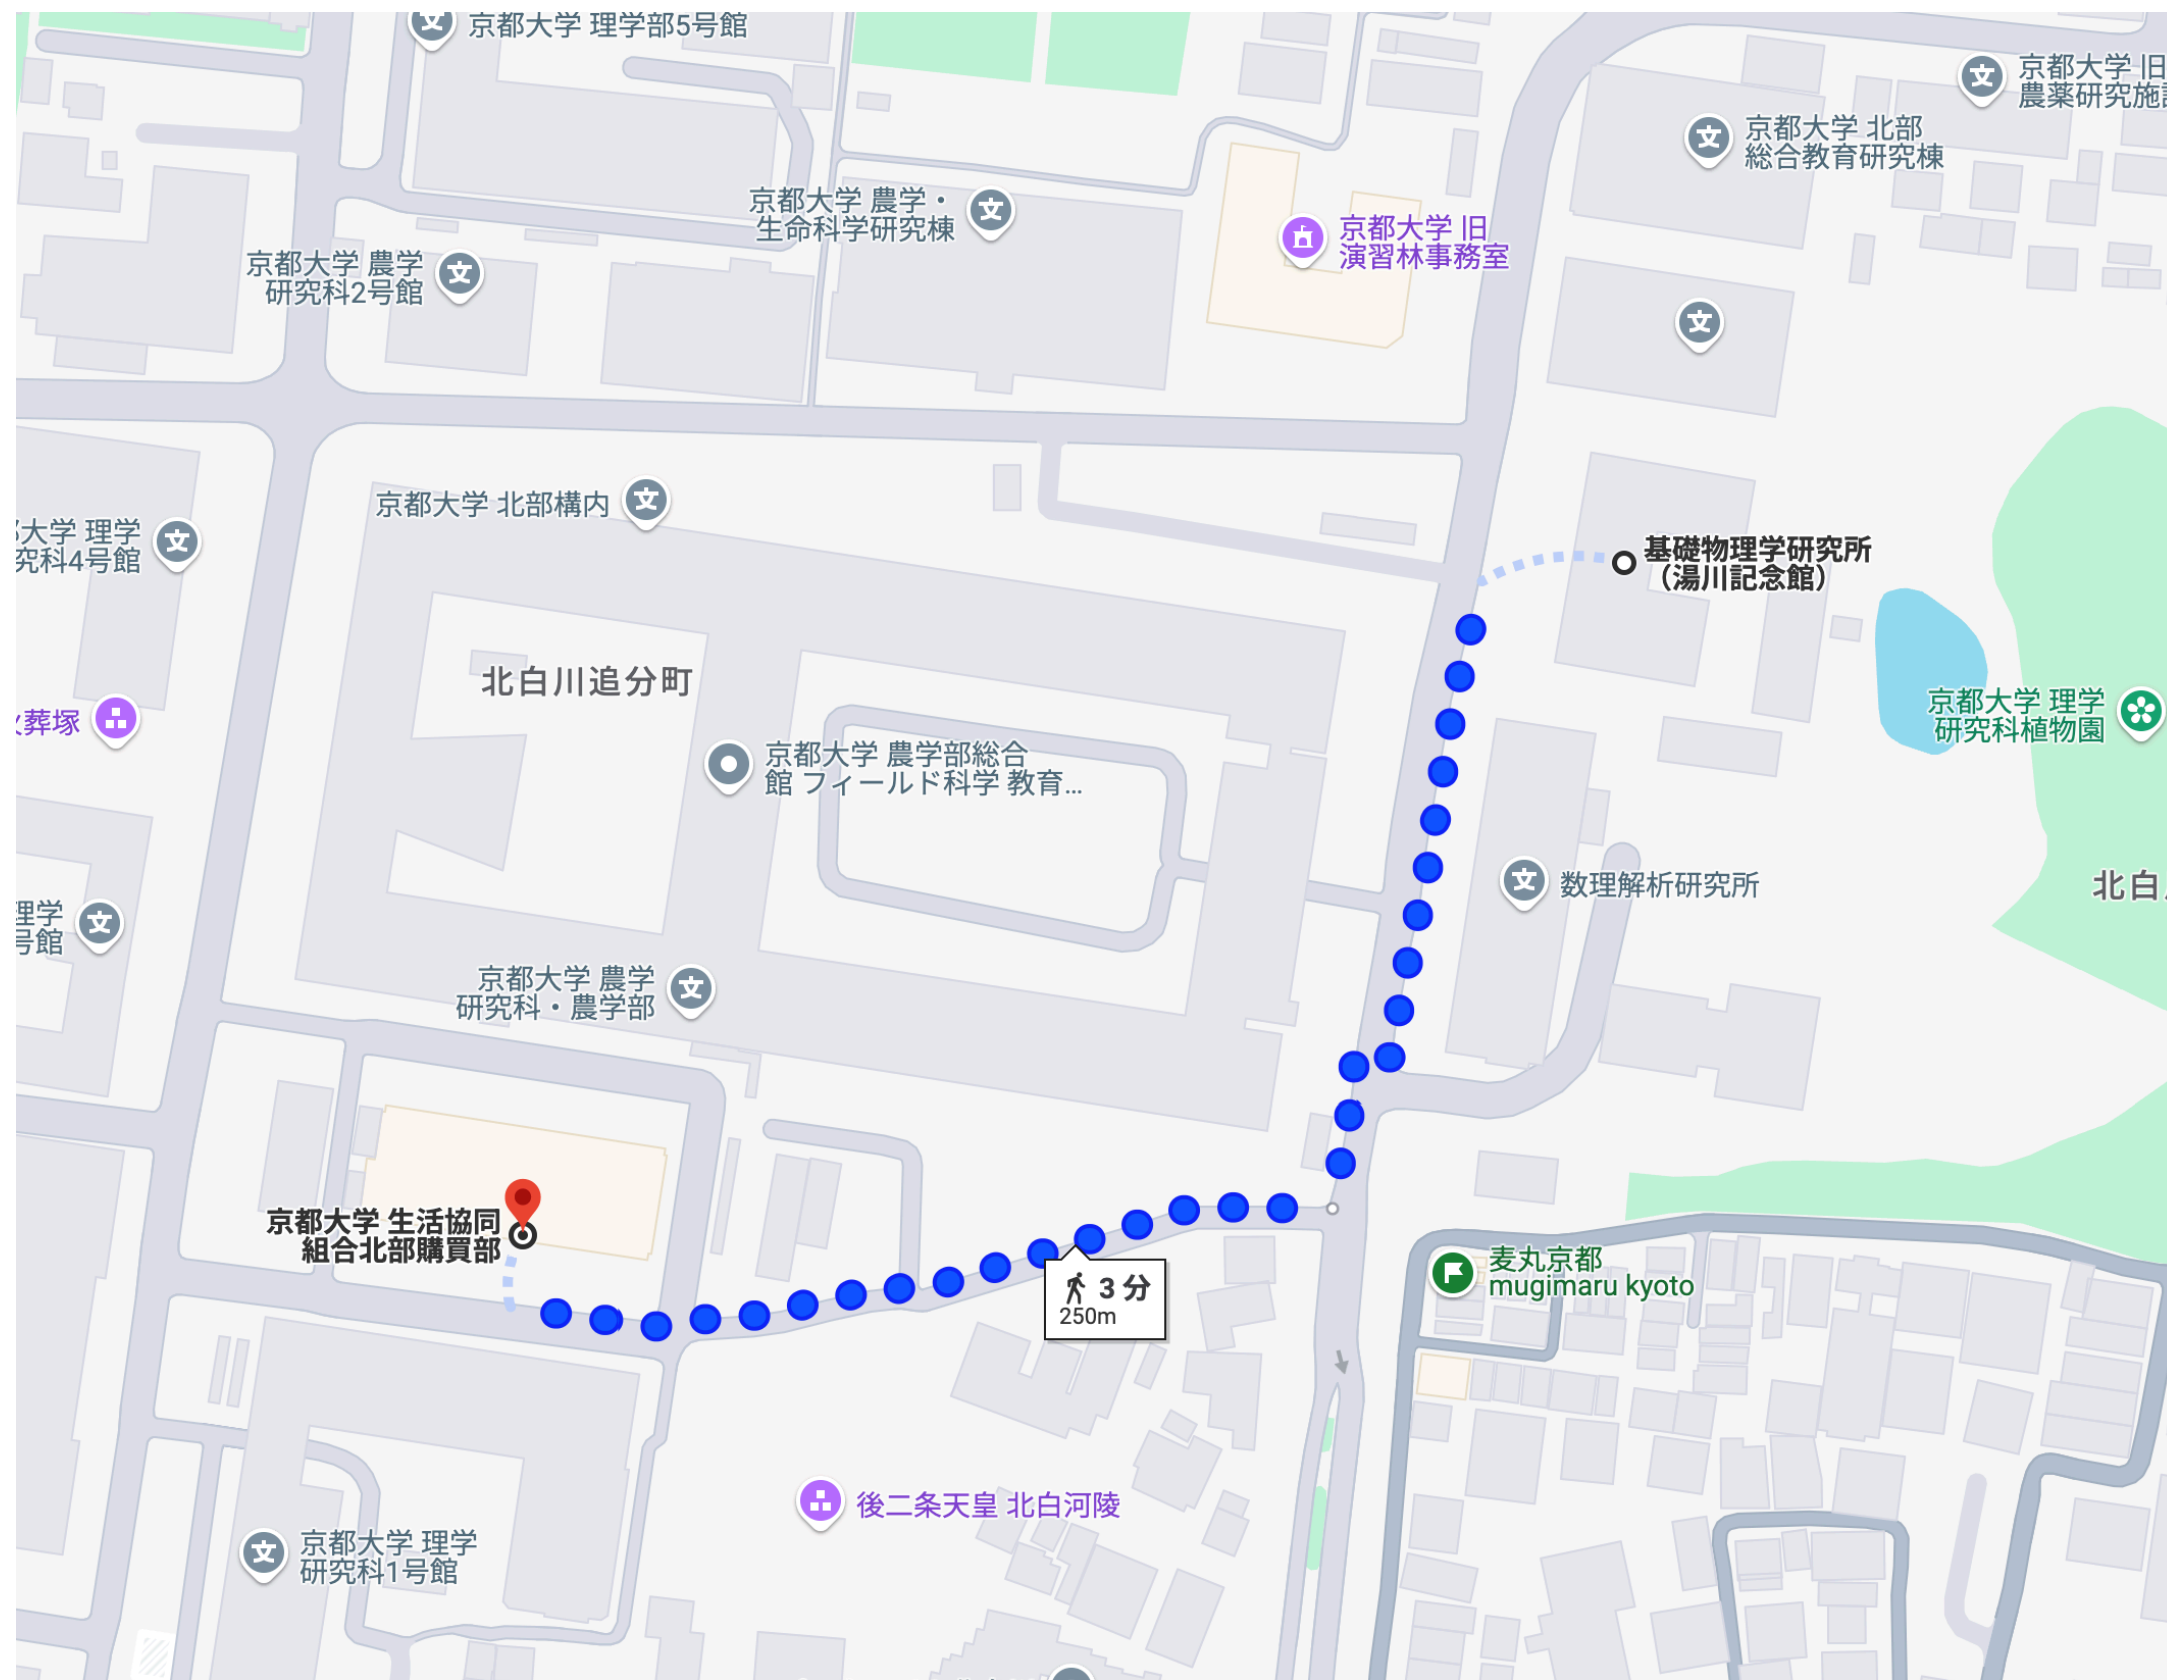 京都大学 理学部5号館
京都大学 旧
農薬研究施
京都大学 北部
総合教育研究棟
京都大学 農学・
生命科学研究棟
京都大学 旧
演習林事務室
京都大学 農学
研究科2号館
京都大学 北部構内
大学 理学
究科4号館
基礎物理学研究所
（湯川記念館）
北白川追分町
葬塚
京都大学 理学
研究科植物園
京都大学 農学部総合
館 フィールド科学 教育...
数理解析研究所
北白
理学
号館
京都大学 農学
研究科・農学部
京都大学 生活協同
組合北部購買部
3 分
250m
麦丸京都
mugimaru kyoto
後二条天皇 北白河陵
京都大学 理学
研究科1号館